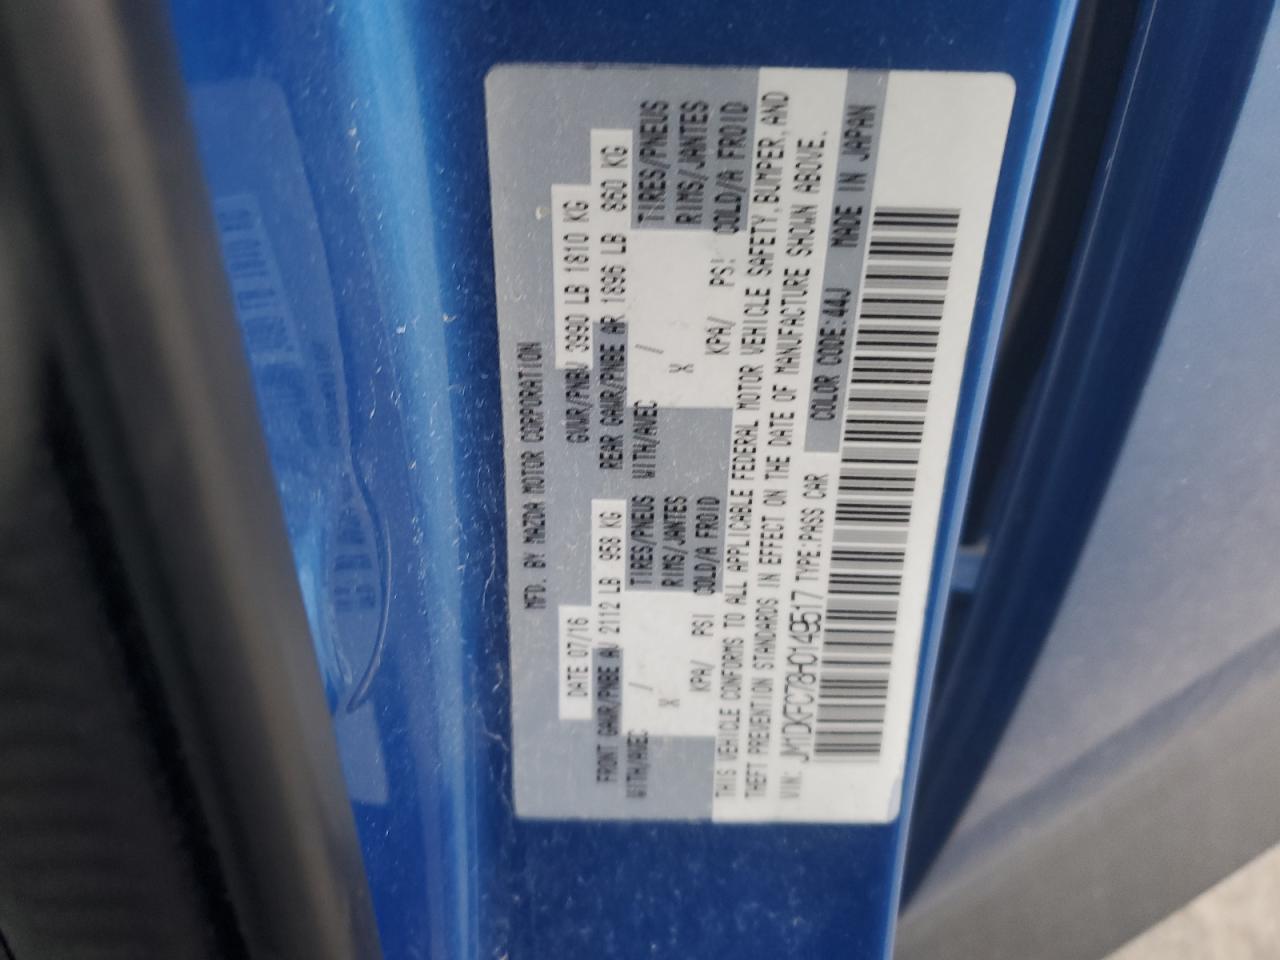 MFD. BY MAZDA MOTOR CORPORATION
DATE 07/16 GVWR/PNBV 3990 LB 1810 KG
FRONT GAWR/PNBE AV 2112 LB 958 KG REAR GAWR/PNBE AR 1896 LB 860 KG
WITH/AVEC / TIRES/PNEUS WITH/AVEC / TIRES/PNEUS
X RIMS/JANTES X RIMS/JANTES
KPA/ PSI COLD/A FROID KPA/ PSI COLD/A FROID
THIS VEHICLE CONFORMS TO ALL APPLICABLE FEDERAL MOTOR VEHICLE SAFETY,BUMPER,AND
THEFT PREVENTION STANDARDS IN EFFECT ON THE DATE OF MANUFACTURE SHOWN ABOVE.
VIN: JM1DKFC78H0149517 TYPE:PASS CAR COLOR CODE:44J MADE IN JAPAN